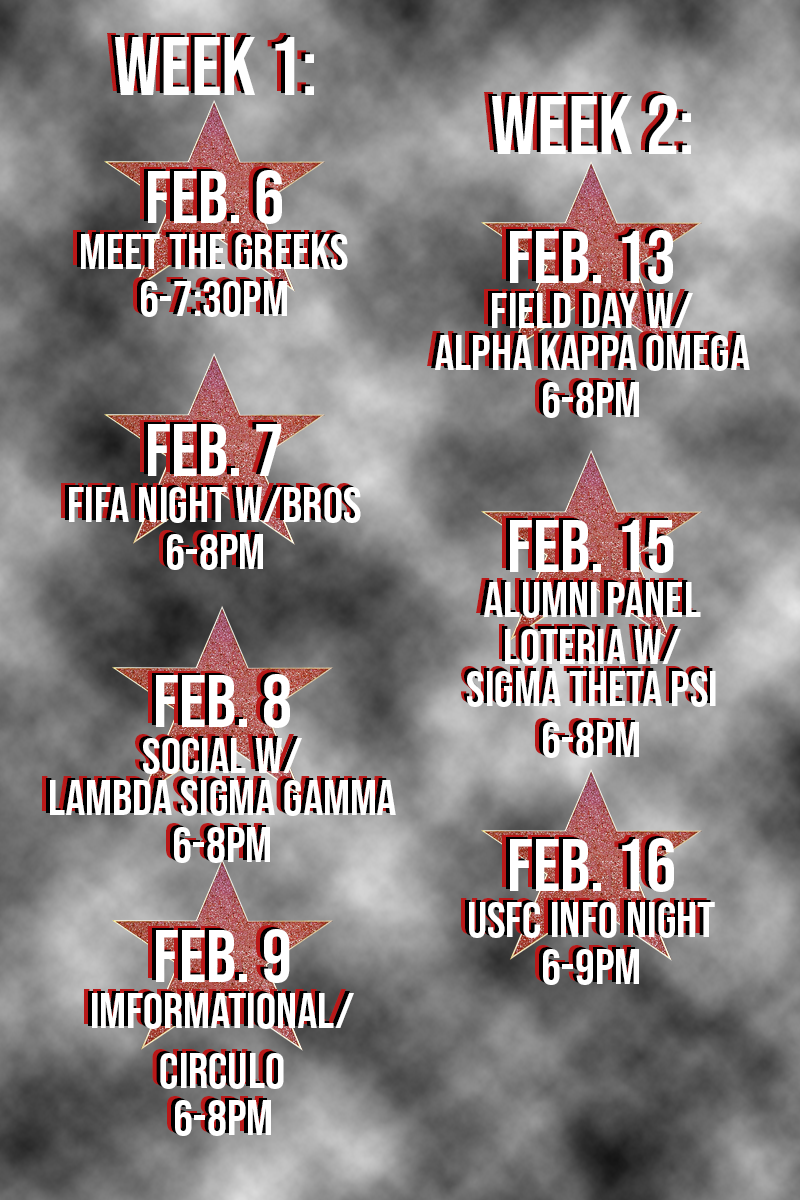 WEEK 1:
FEB. 6
MEET THE GREEKS
6-7:30PM
FEB. 7
FIFA NIGHT W/BROS
6-8PM
FEB. 8
SOCIAL W/
LAMBDA SIGMA GAMMA
6-8PM
FEB. 9
IMFORMATIONAL/
CIRCULO
6-8PM
WEEK 2:
FEB. 13
FIELD DAY W/
ALPHA KAPPA OMEGA
6-8PM
FEB. 15
ALUMNI PANEL
LOTERIA W/
SIGMA THETA PSI
6-8PM
FEB. 16
USFC INFO NIGHT
6-9PM